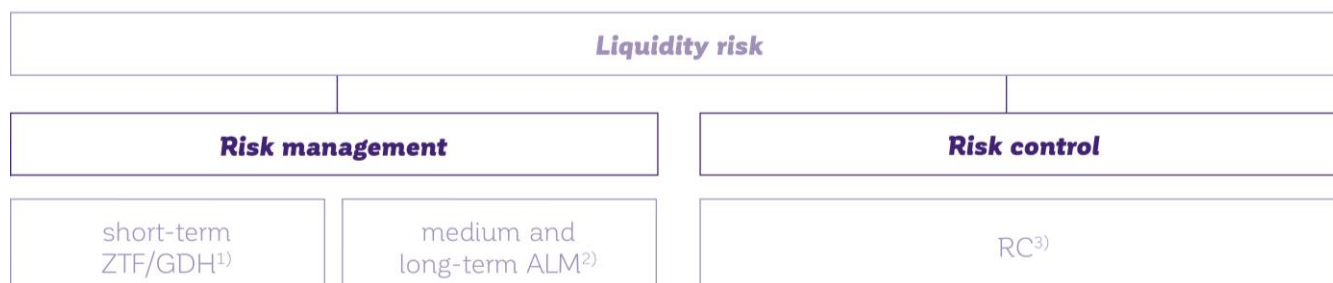 Liquidity risk
Risk management
Risk control
short-term
ZTF/GDH¹⁾
medium and
long-term ALM²⁾
RC³⁾